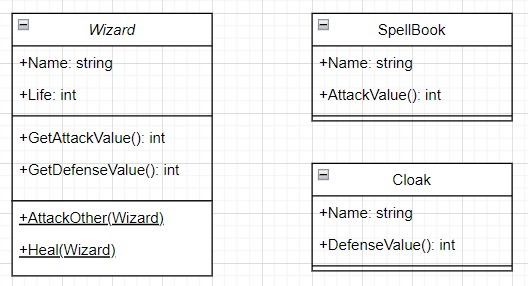 Wizard
+Name: string
+Life: int
+GetAttackValue(): int
+GetDefenseValue(): int
+AttackOther(Wizard)
+Heal(Wizard)
SpellBook
+Name: string
+AttackValue(): int
Cloak
+Name: string
+DefenseValue(): int